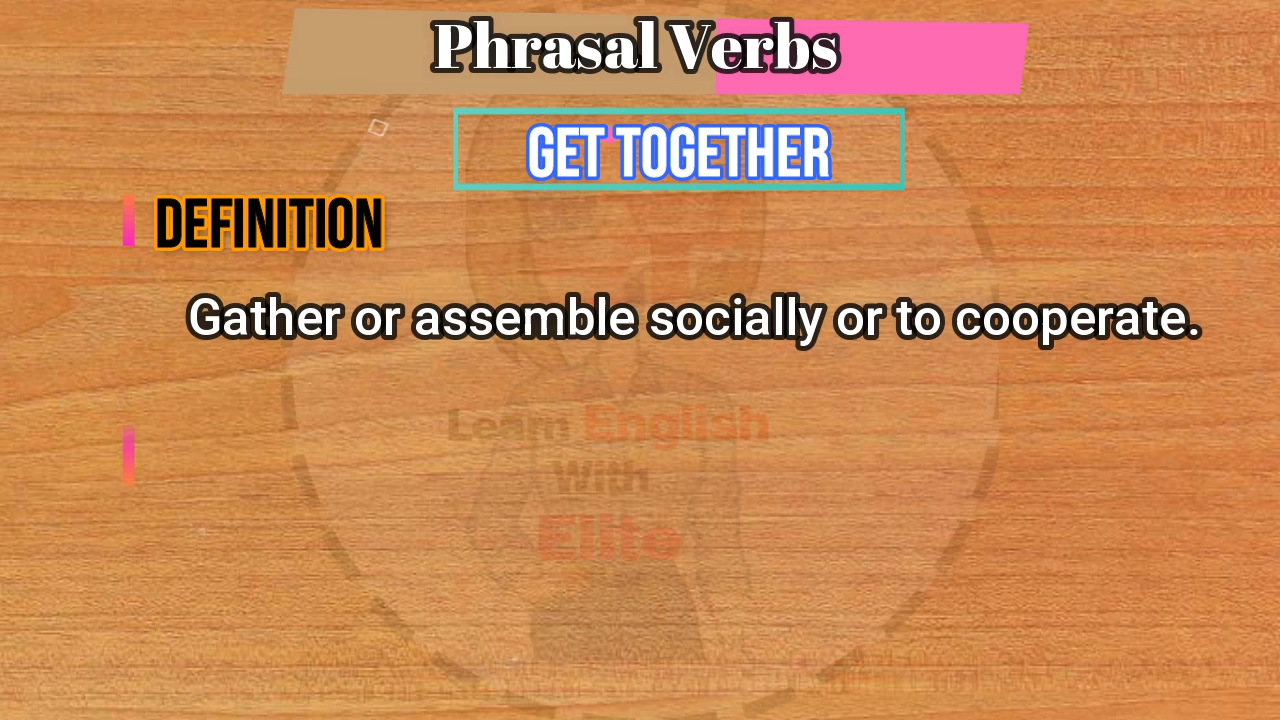 Phrasal Verbs
GET TOGETHER
DEFINITION
Gather or assemble socially or to cooperate.
Learn English
With
Elite